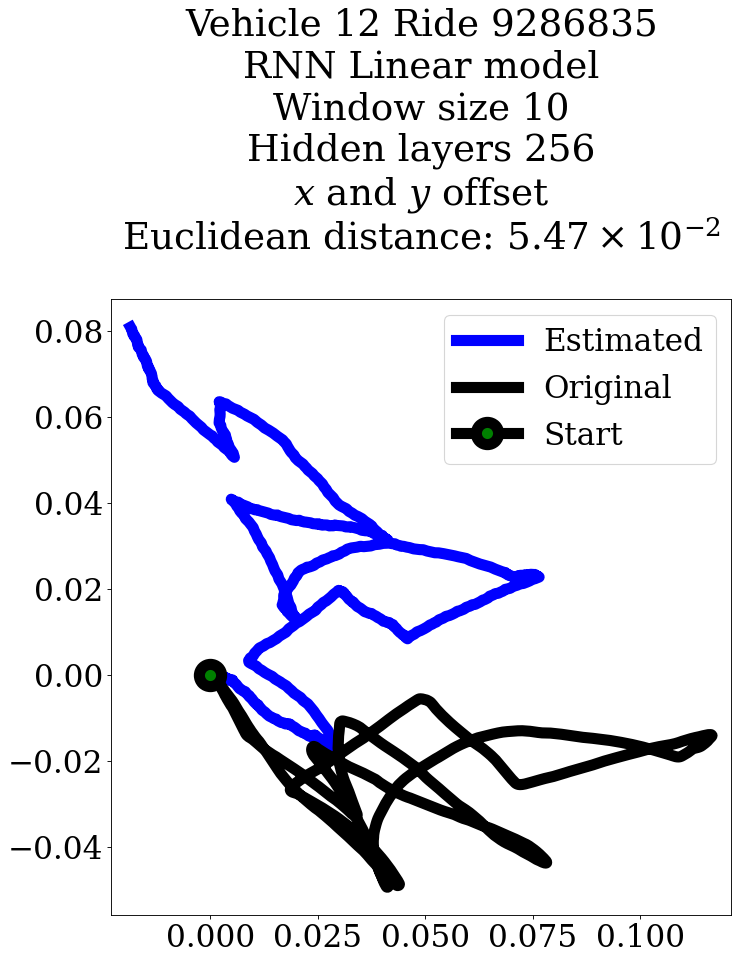 Vehicle 12 Ride 9286835
RNN Linear model
Window size 10
Hidden layers 256
x and y offset
Euclidean distance: 5.47 × 10⁻²
Estimated
Original
Start
0.08
0.06
0.04
0.02
0.00
−0.02
−0.04
0.000 0.025 0.050 0.075 0.100